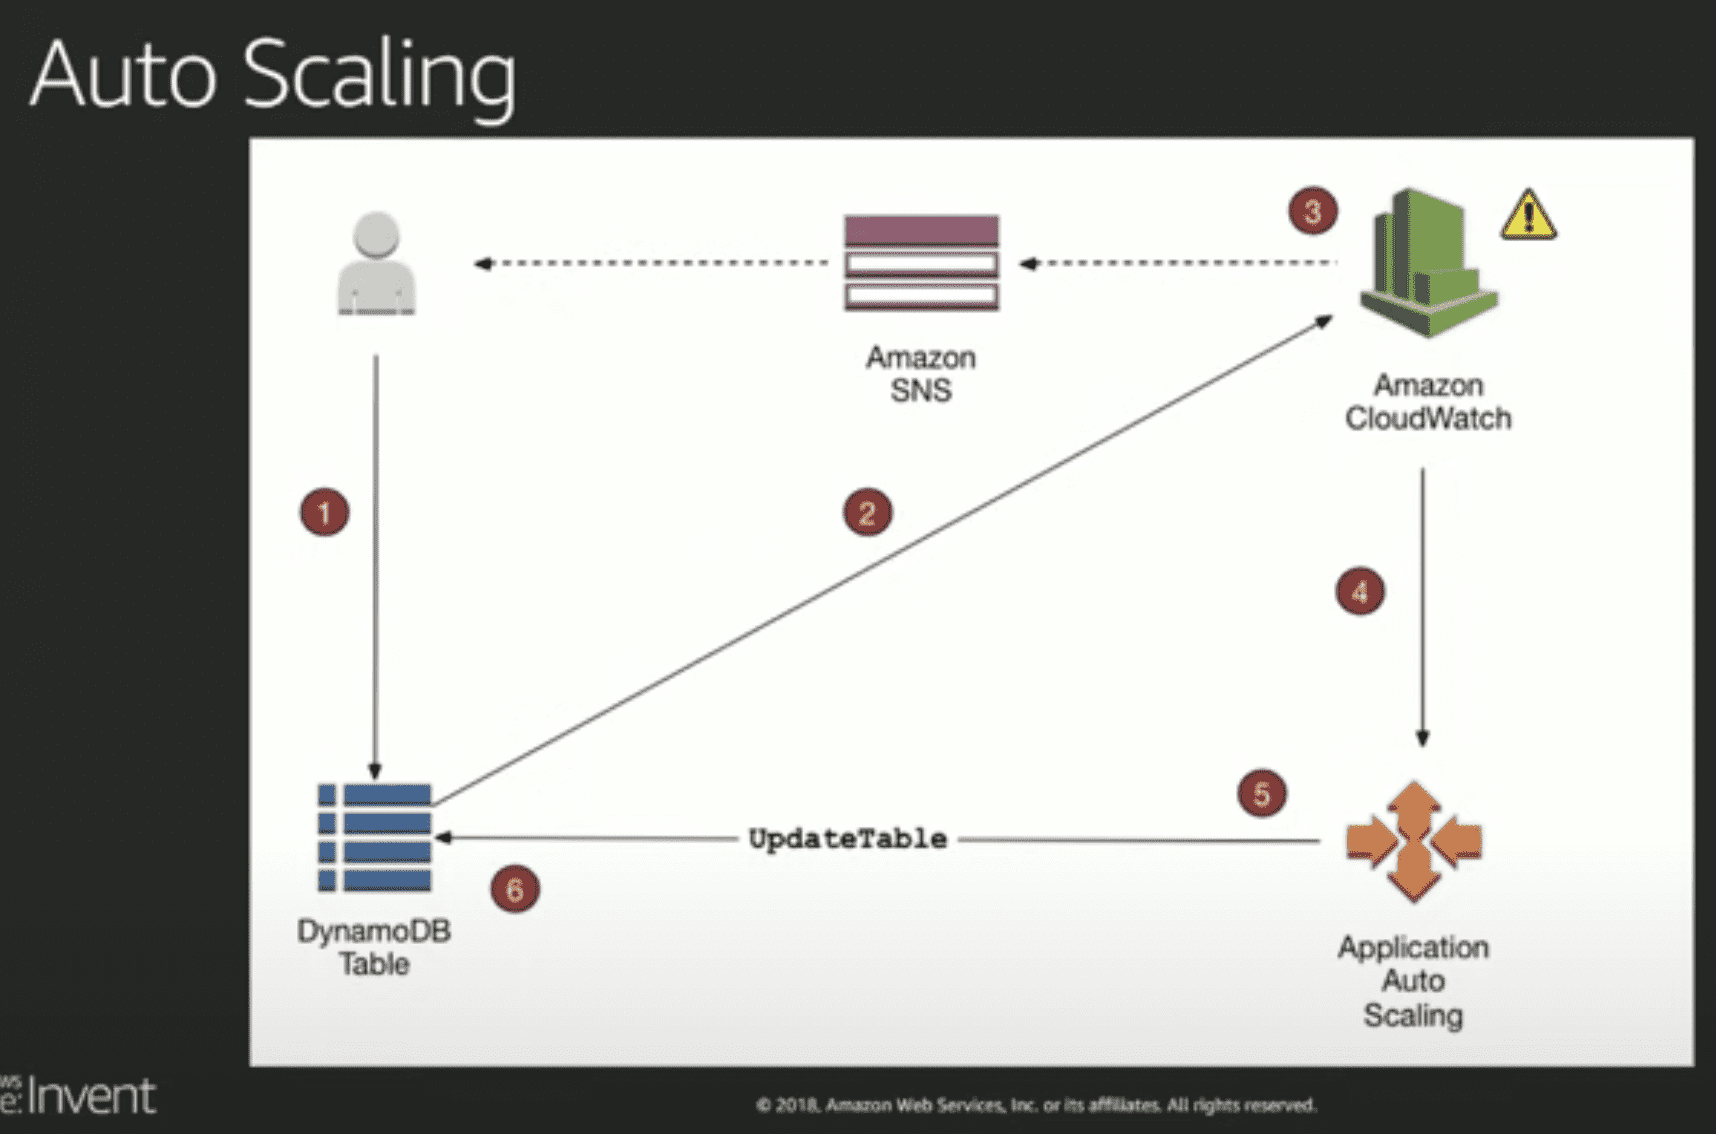 Auto Scaling
3
Amazon
SNS
Amazon
CloudWatch
1
2
4
5
UpdateTable
6
DynamoDB
Table
Application
Auto
Scaling
ws
e:Invent
© 2018, Amazon Web Services, Inc. or its affiliates. All rights reserved.